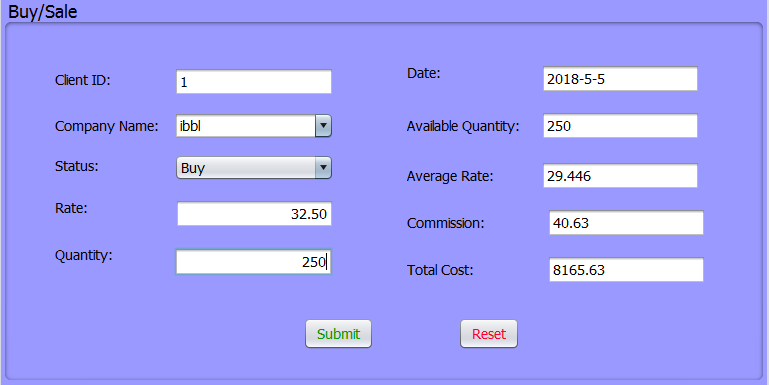 Buy/Sale
Client ID: 1
Date: 2018-5-5
Company Name: ibbl
Available Quantity: 250
Status: Buy
Average Rate: 29.446
Rate: 32.50
Commission: 40.63
Quantity: 250
Total Cost: 8165.63
Submit Reset